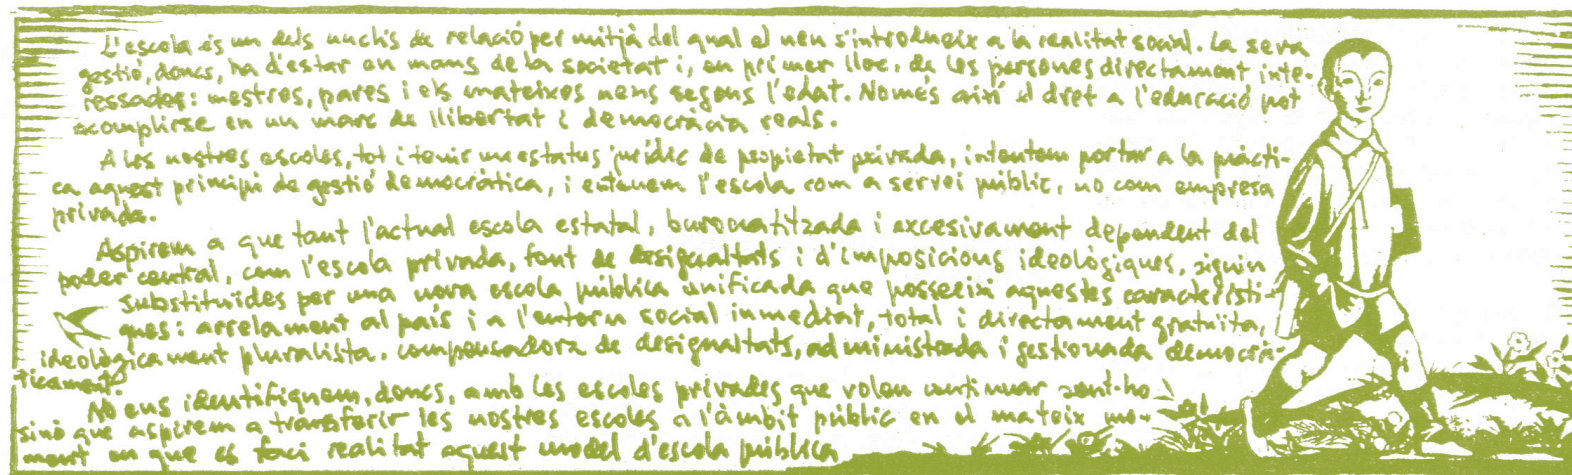 L'escola és un dels nuclis de relació per mitjà del qual el nen s'introdueix a la realitat social. La seva
gestió, doncs, ha d'estar en mans de la societat i, en primer lloc, de les persones directament inte-
ressades: mestres, pares i els mateixos nens segons l'edat. Només així el dret a l'educació pot
acomplirse en un marc de llibertat i democràcia reals.
A les nostres escoles, tot i tenir un estatus jurídic de propietat privada, intentem portar a la pràcti-
ca aquest principi de gestió democràtica, i entenem l'escola com a servei públic, no com empresa
privada.
Aspirem a que tant l'actual escola estatal, burocratitzada i excesivament dependent del
poder central, com l'escola privada, font de desigualtats i d'imposicions ideològiques, siguin
substituïdes per una nova escola pública unificada que posseeixi aquestes característi-
ques: arrelament al país i a l'entorn social inmediat, total i directament gratuïta,
ideològicament pluralista, compensadora de desigualtats, administrada i gestionada democrà-
ticament.
No ens identifiquem, doncs, amb les escoles privades que volen continuar sent-ho
sinò que aspirem a transferir les nostres escoles a l'àmbit públic en el mateix mo-
ment en que es faci realitat aquest model d'escola pública